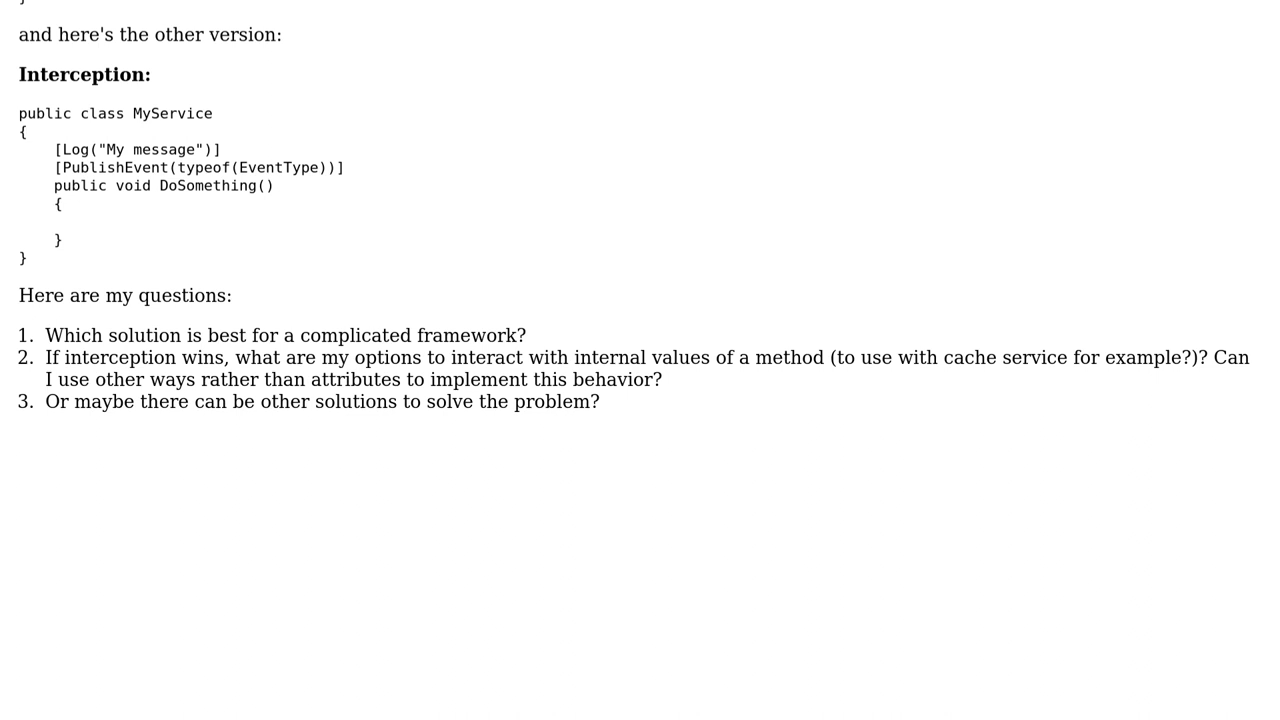 }
and here's the other version:
Interception:
public class MyService
{
    [Log("My message")]
    [PublishEvent(typeof(EventType))]
    public void DoSomething()
    {

    }
}
Here are my questions:
1. Which solution is best for a complicated framework?
2. If interception wins, what are my options to interact with internal values of a method (to use with cache service for example?)? Can
I use other ways rather than attributes to implement this behavior?
3. Or maybe there can be other solutions to solve the problem?